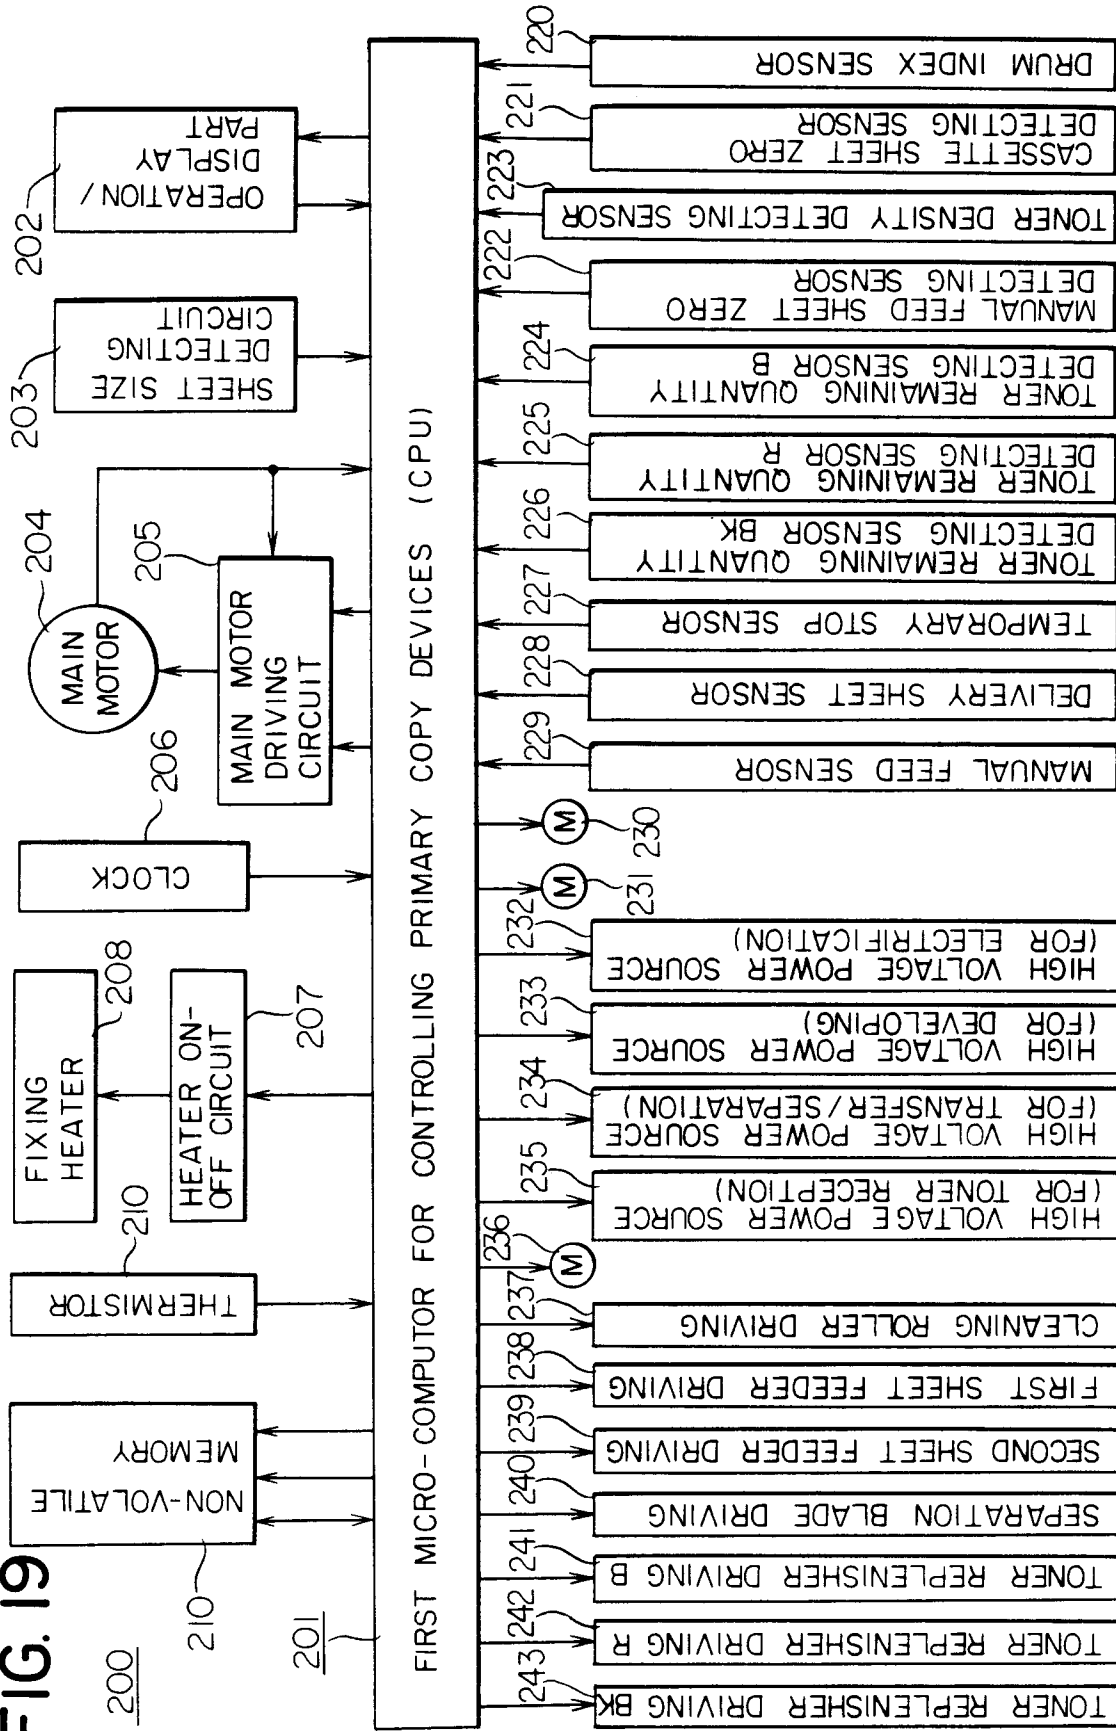 FIG. 19
200
201
FIRST MICRO-COMPUTOR FOR CONTROLLING PRIMARY COPY DEVICES (CPU)
210
NON-VOLATILE
MEMORY
210
THERMISTOR
208
FIXING
HEATER
207
HEATER ON-
OFF CIRCUIT
206
CLOCK
204
MAIN
MOTOR
205
MAIN MOTOR
DRIVING
CIRCUIT
203
SHEET SIZE
DETECTING
CIRCUIT
202
OPERATION/
DISPLAY
PART
243
TONER REPLENISHER DRIVING BK
242
TONER REPLENISHER DRIVING R
241
TONER REPLENISHER DRIVING B
240
SEPARATION BLADE DRIVING
239
SECOND SHEET FEEDER DRIVING
238
FIRST SHEET FEEDER DRIVING
237
CLEANING ROLLER DRIVING
236
M
235
HIGH VOLTAGE POWER SOURCE
(FOR TONER RECEPTION)
234
HIGH VOLTAGE POWER SOURCE
(FOR TRANSFER/SEPARATION)
233
HIGH VOLTAGE POWER SOURCE
(FOR DEVELOPING)
232
HIGH VOLTAGE POWER SOURCE
(FOR ELECTRIFICATION)
231
M
230
M
229
MANUAL FEED SENSOR
228
DELIVERY SHEET SENSOR
227
TEMPORARY STOP SENSOR
226
TONER REMAINING QUANTITY
DETECTING SENSOR BK
225
TONER REMAINING QUANTITY
DETECTING SENSOR R
224
TONER REMAINING QUANTITY
DETECTING SENSOR B
222
MANUAL FEED SHEET ZERO
DETECTING SENSOR
223
TONER DENSITY DETECTING SENSOR
221
CASSETTE SHEET ZERO
DETECTING SENSOR
220
DRUM INDEX SENSOR